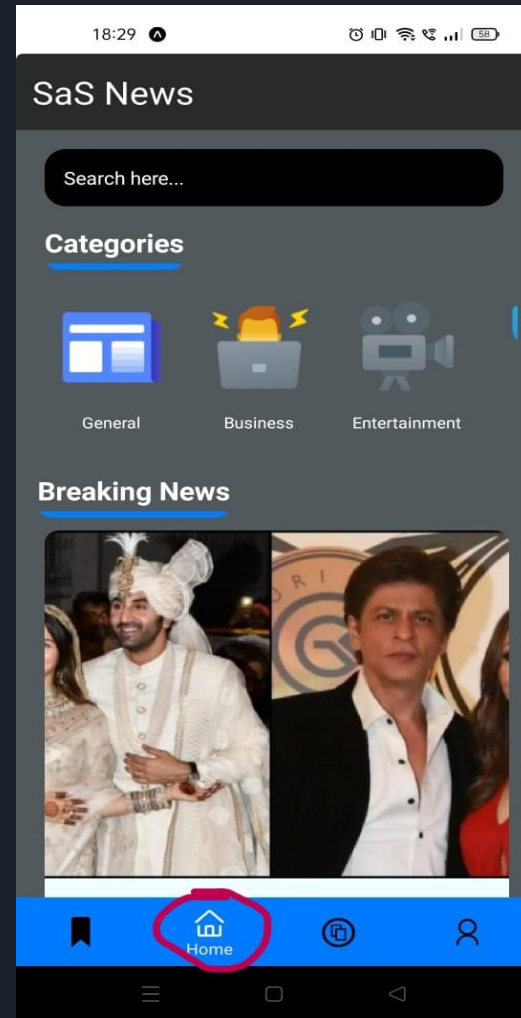 18:29
58
SaS News
Search here...
Categories
General Business Entertainment
Breaking News
U R I
G
Home